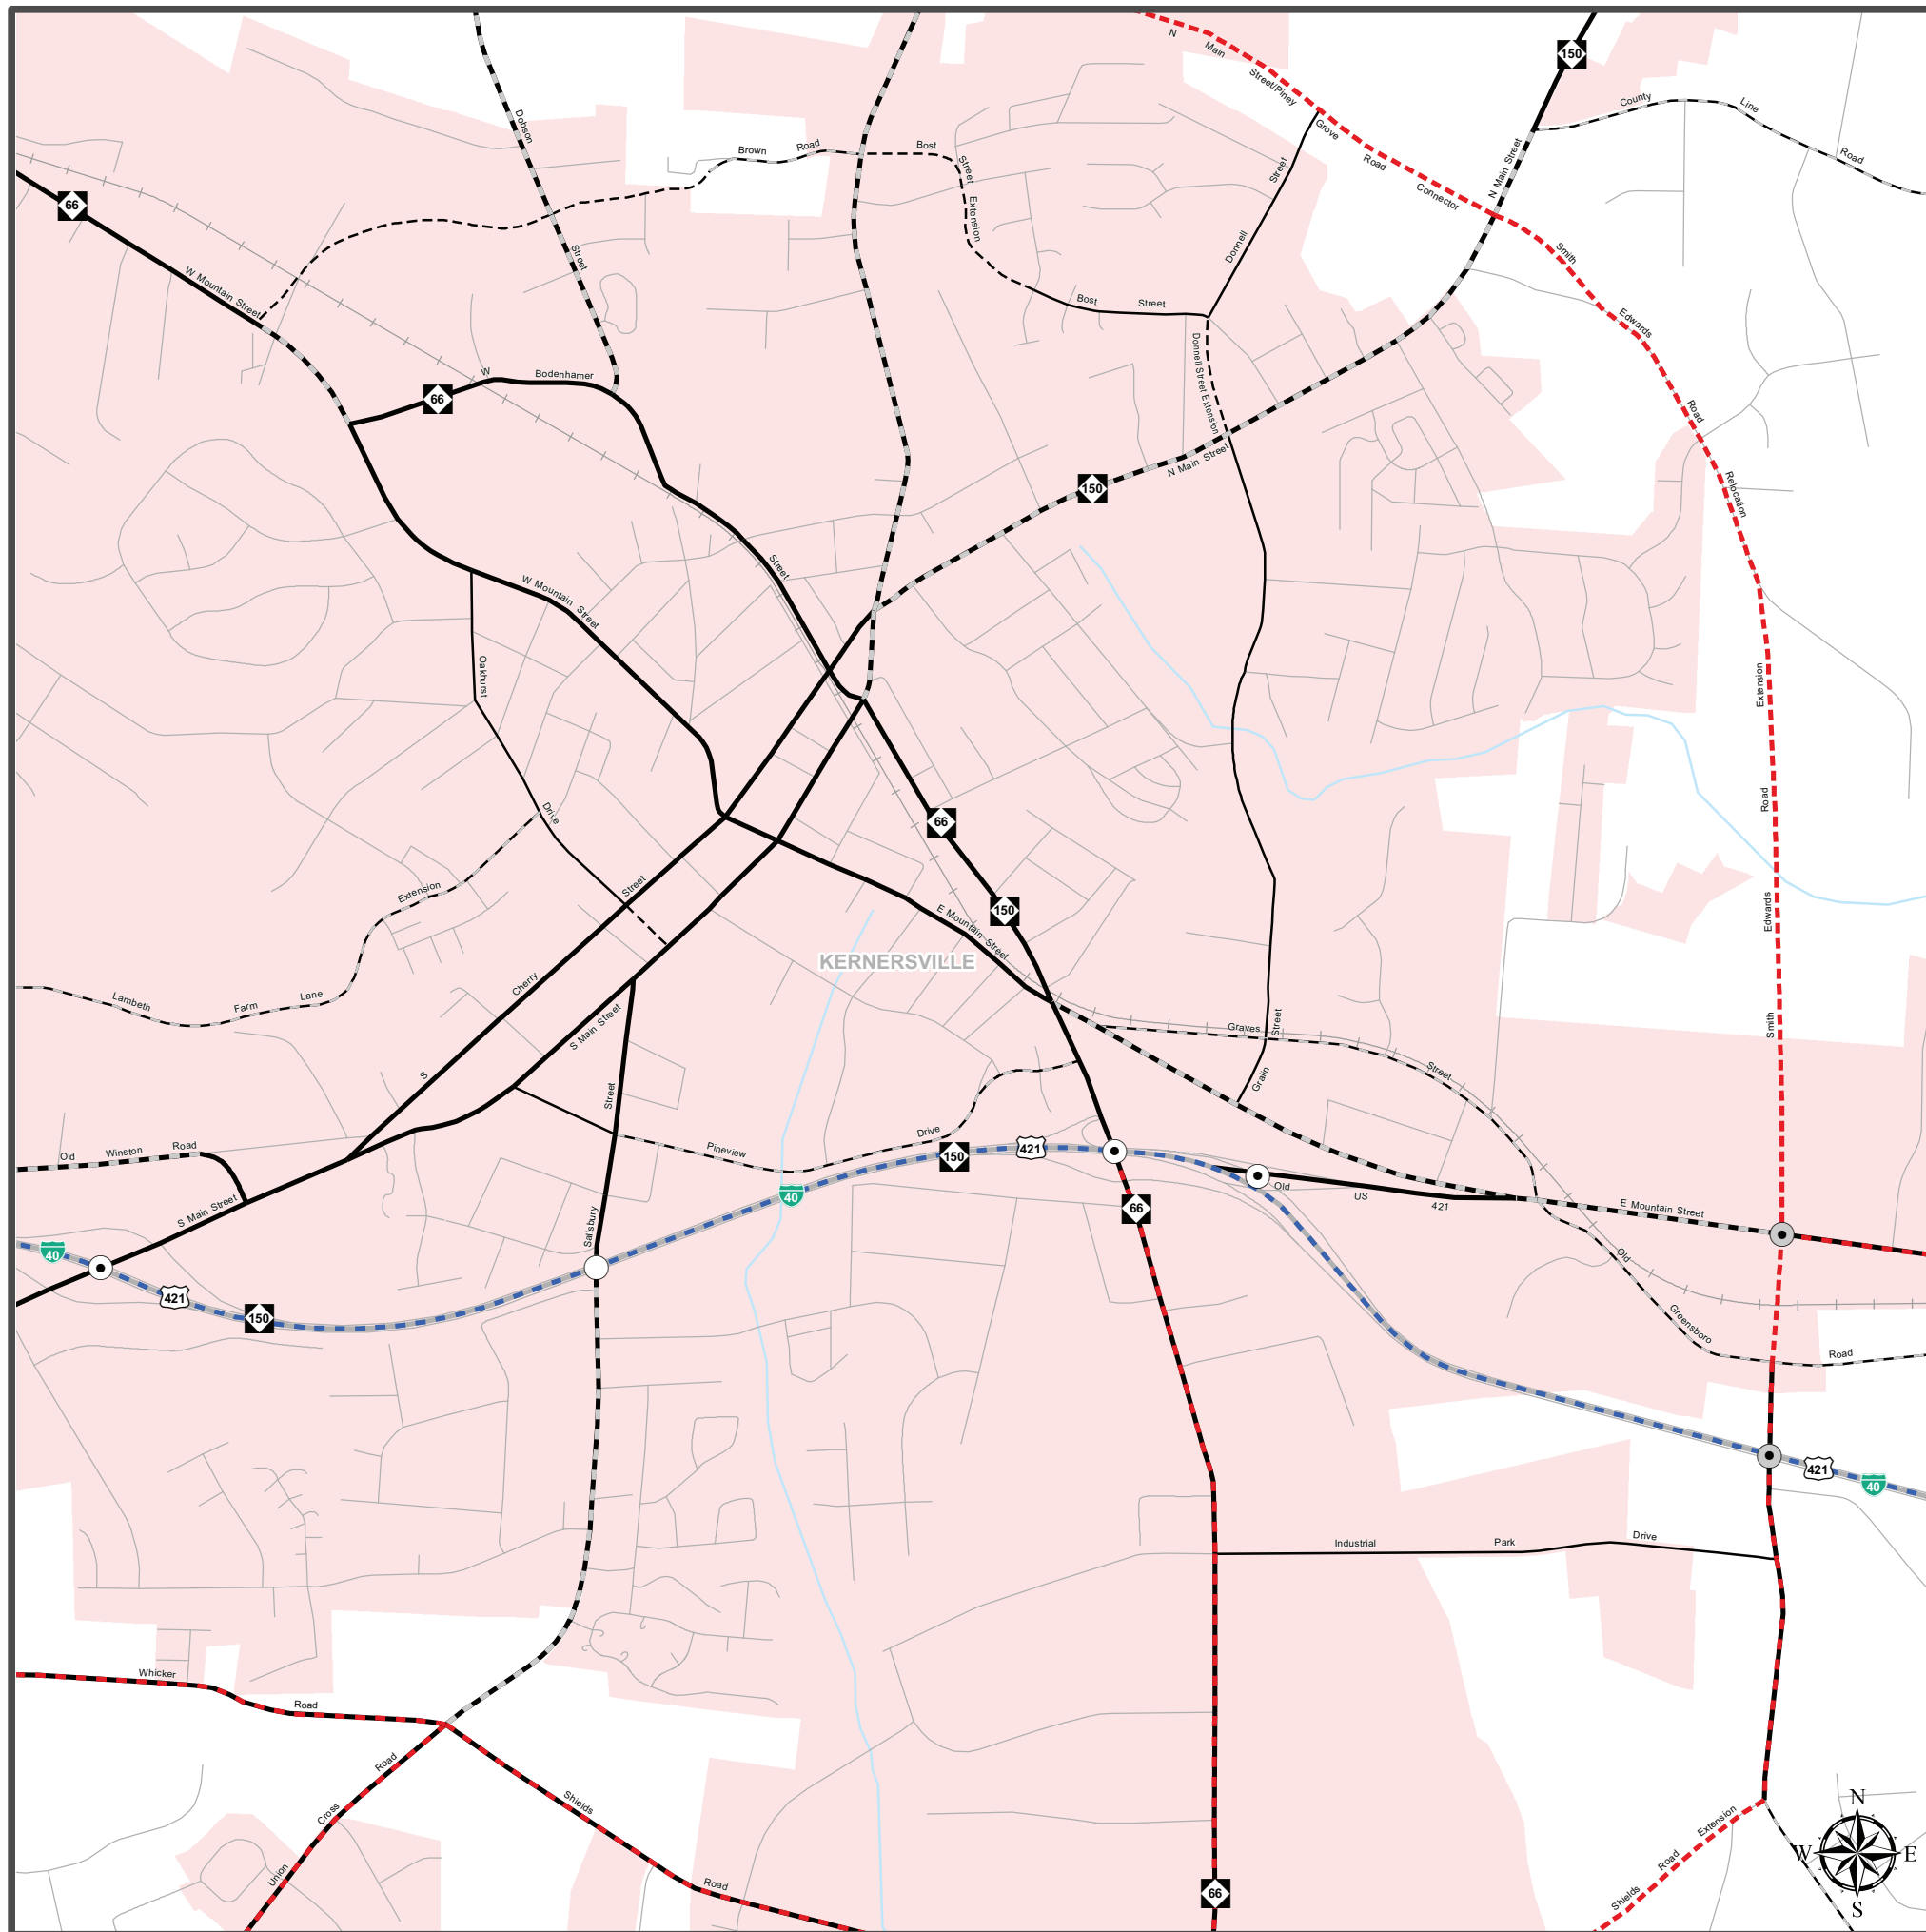 N Main Street/Piney Grove Road Connector
150
County Line Road
Dobson Street
Brown Road
Bost Street Extension
Donnell Street
N Main Street
66
W Mountain Street
Smith Edwards Road Relocation
Bost Street
Donnell Street Extension
W Bodenhamer Street
66
N Main Street
150
W Mountain Street
Oakhurst Drive
Extension Road Edwards Smith
66
Extension
Street
150
E Mountain Street
KERNERSVILLE
Lambeth Farm Lane
Cherry
S
S Main Street
Graves Street
Grain Street
Street
Old Winston Road
Pineview Drive
150
421
40
S Main Street
Salisbury
66
Old US 421
E Mountain Street
40
421
150
Old Greensboro Road
421
40
Industrial Park Drive
Whicker Road
Union Cross Road
Shields Road
66
Shields Road Extension
N
W
E
S